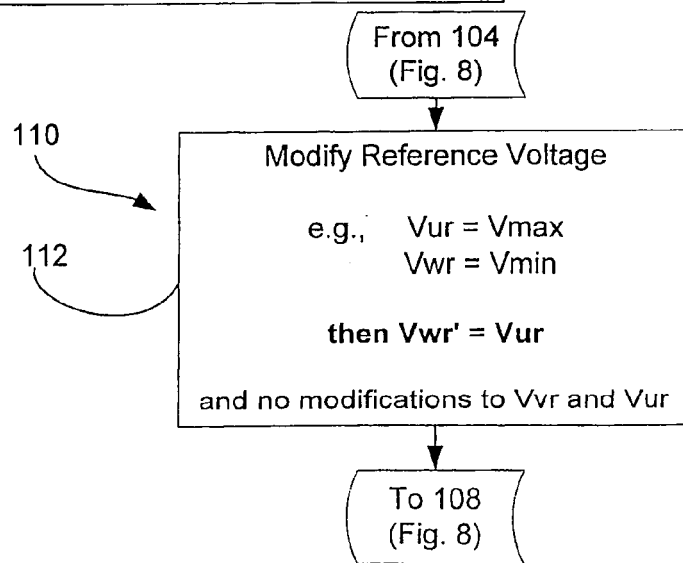 From 104
(Fig. 8)
110
Modify Reference Voltage
e.g., Vur = Vmax
112
Vwr = Vmin
then Vwr' = Vur
and no modifications to Vvr and Vur
To 108
(Fig. 8)